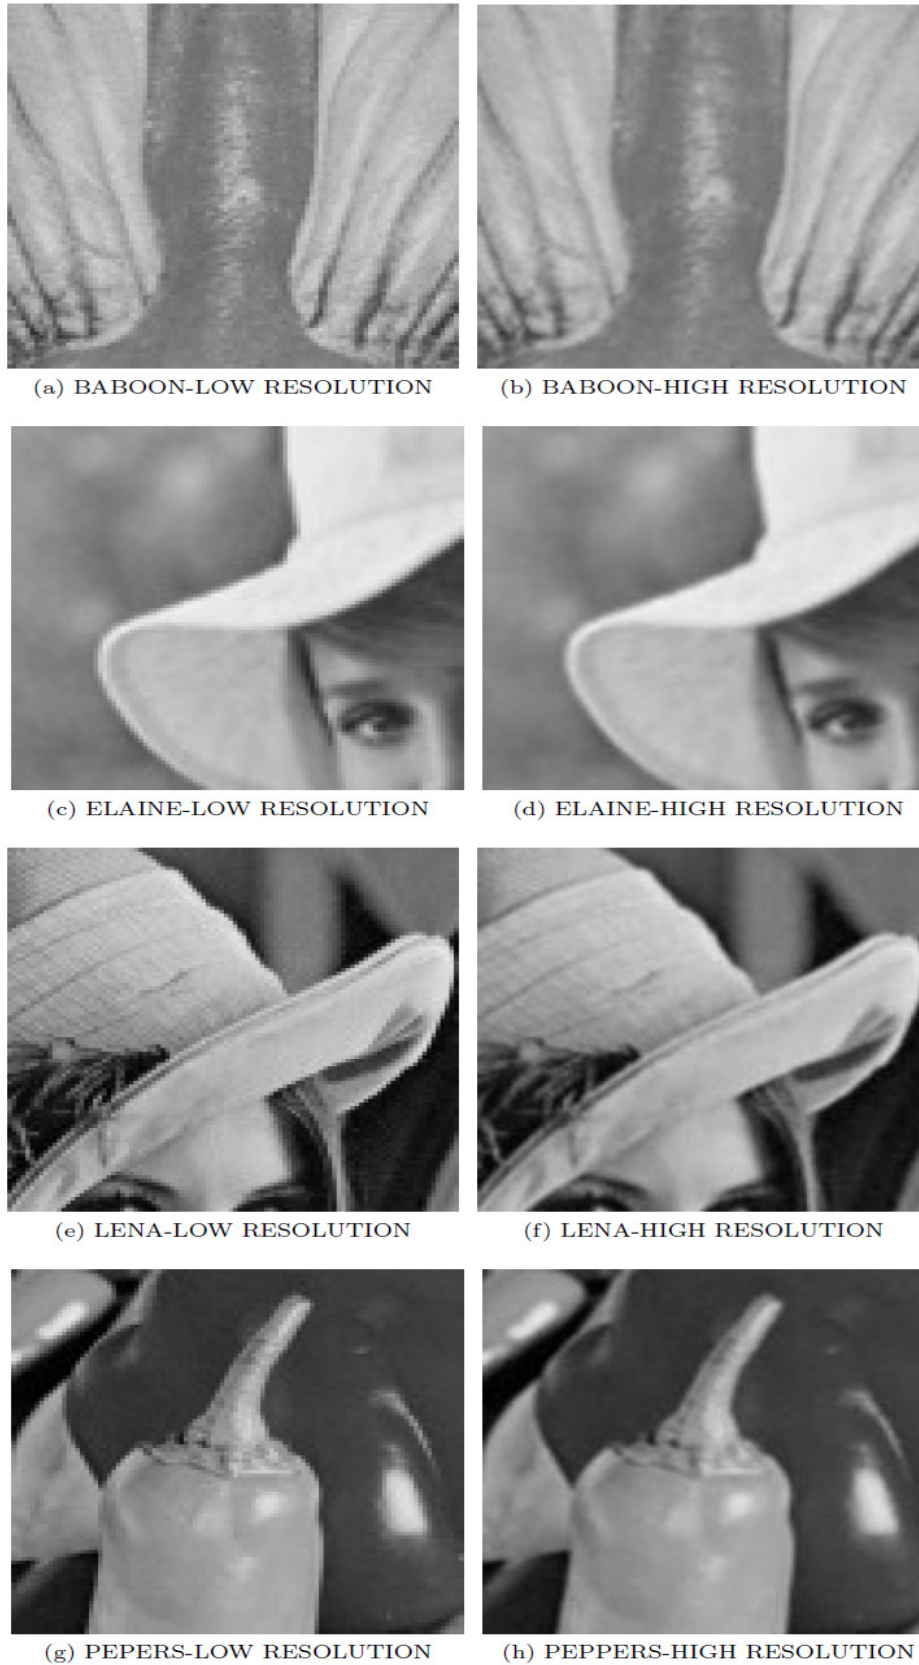 (a) BABOON-LOW RESOLUTION
(b) BABOON-HIGH RESOLUTION
(c) ELAINE-LOW RESOLUTION
(d) ELAINE-HIGH RESOLUTION
(e) LENA-LOW RESOLUTION
(f) LENA-HIGH RESOLUTION
(g) PEPERS-LOW RESOLUTION
(h) PEPPERS-HIGH RESOLUTION